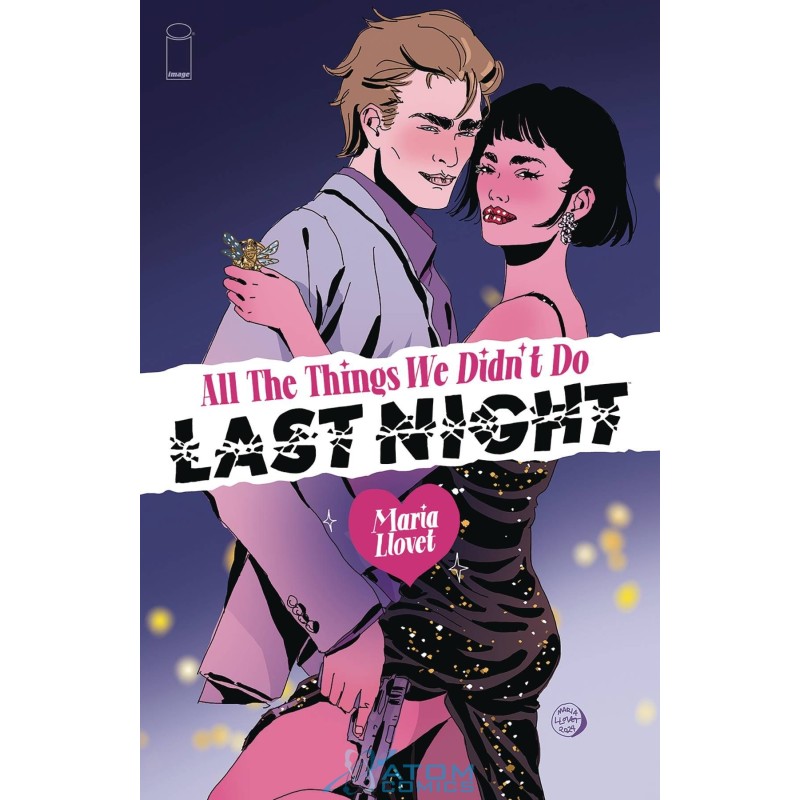 image
All The Things We Didn't Do
LAST NIGHT
Maria
Llovet
MARIA
LLOVET
2024
ATOM
COMICS